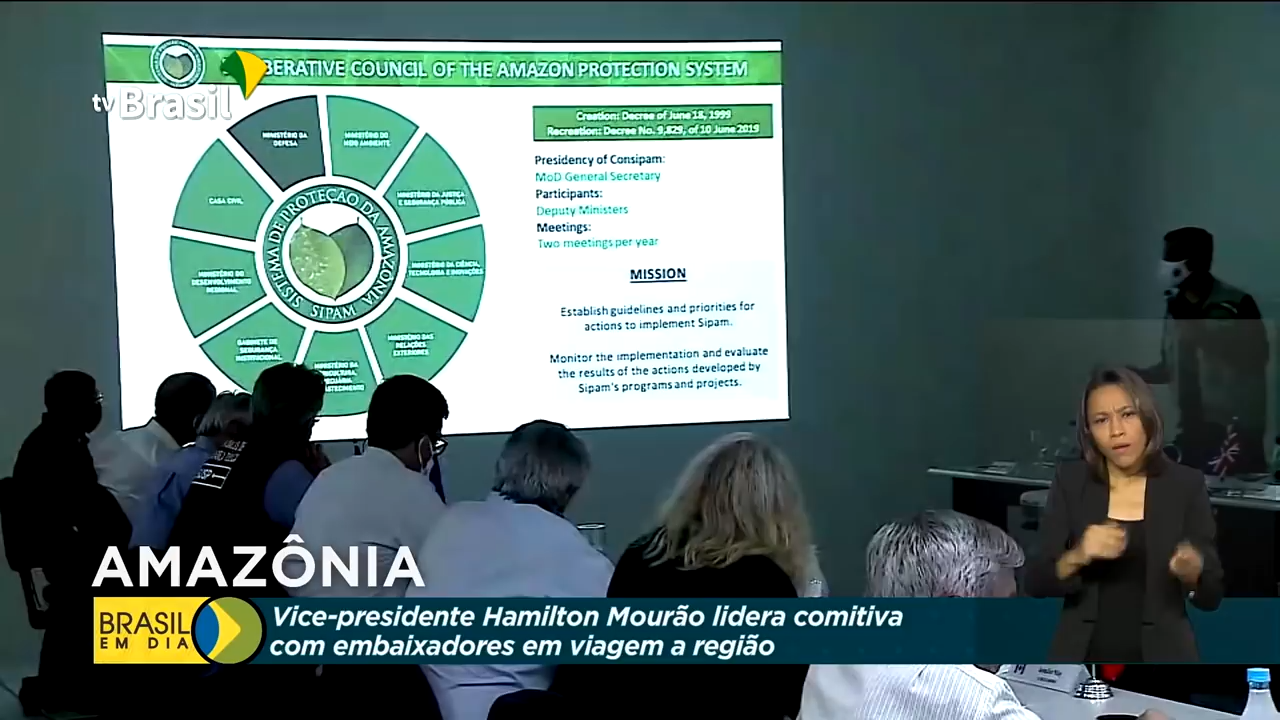 BERATIVE COUNCIL OF THE AMAZON PROTECTION SYSTEM
tvBrasil
MINISTÉRIO DA
DEFESA
MINISTÉRIO DO
MEIO AMBIENTE
MINISTÉRIO DA JUSTIÇA
E SEGURANÇA PÚBLICA
MINISTÉRIO DA CIÊNCIA,
TECNOLOGIA E INOVAÇÕES
MINISTÉRIO DAS
RELAÇÕES
EXTERIORES
MINISTÉRIO DA
GABINETE DE
SEGURANÇA
INSTITUCIONAL
MINISTÉRIO DO
DESENVOLVIMENTO
REGIONAL
CASA CIVIL
SISTEMA DE PROTEÇÃO DA AMAZÔNIA
SIPAM
Creation: Decree of June 18, 1999
Recreation: Decree No. 9,829, of 10 June 2019
Presidency of Consipam:
MoD General Secretary
Participants:
Deputy Ministers
Meetings:
Two meetings per year
MISSION
Establish guidelines and priorities for
actions to implement Sipam.
Monitor the implementation and evaluate
the results of the actions developed by
Sipam's programs and projects.
AMAZÔNIA
BRASIL
EM DIA
Vice-presidente Hamilton Mourão lidera comitiva
com embaixadores em viagem a região